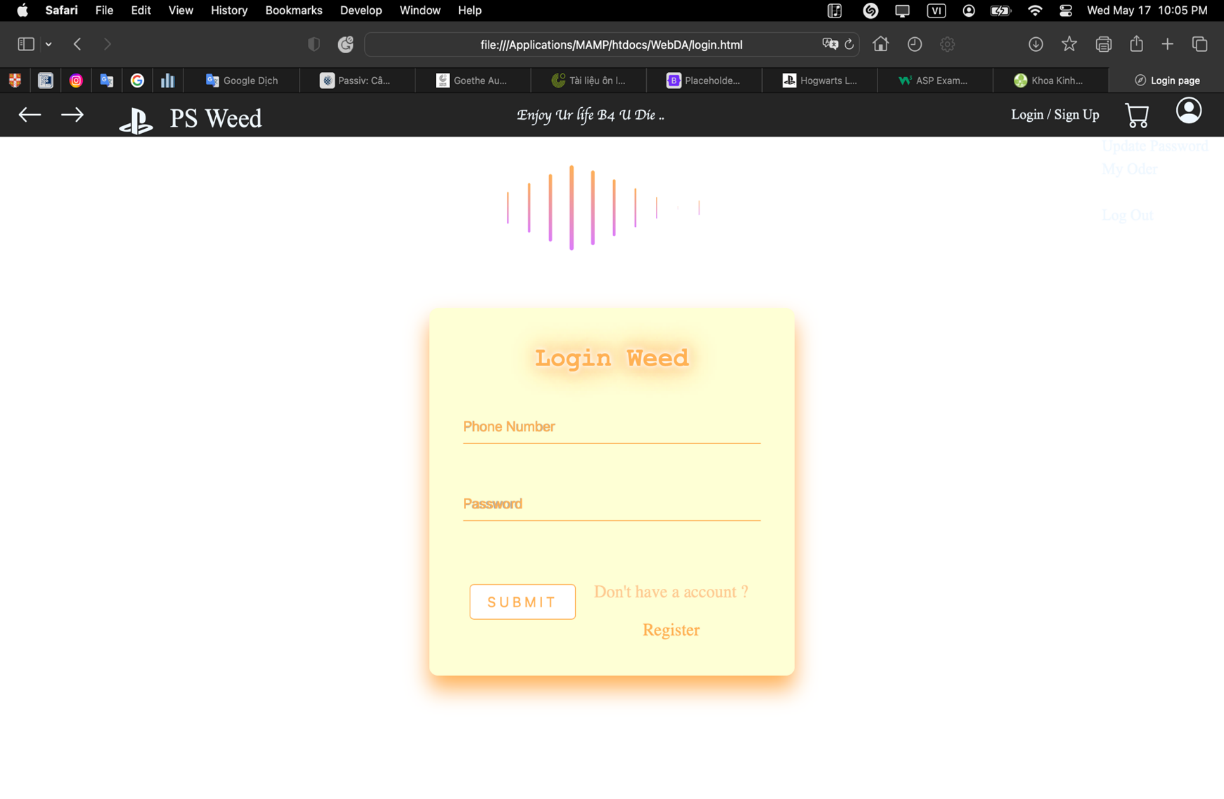 Safari File Edit View History Bookmarks Develop Window Help VI Wed May 17 10:05 PM
file:///Applications/MAMP/htdocs/WebDA/login.html
Google Dịch Passiv: Câ... Goethe Au... Tài liệu ôn l... Placeholde... Hogwarts L... ASP Exam... Khoa Kinh... Login page
PS Weed Enjoy Ur life B4 U Die .. Login / Sign Up
Update Password
My Oder
Log Out
Login Weed
Phone Number
Password
SUBMIT Don't have a account ?
Register